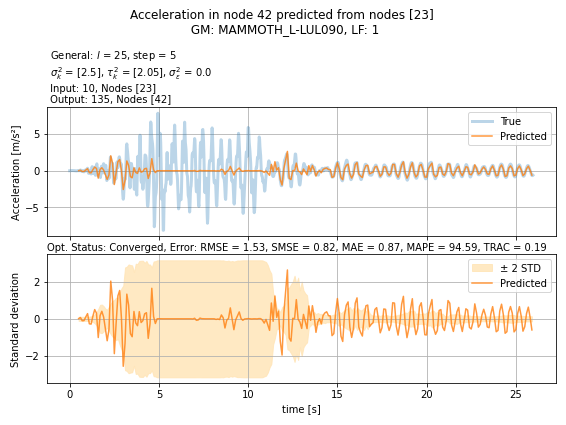 Acceleration in node 42 predicted from nodes [23]
GM: MAMMOTH_L-LUL090, LF: 1
General: l = 25, step = 5
σ²ₖ = [2.5], τ²ₖ = [2.05], σ²ε = 0.0
Input: 10, Nodes [23]
Output: 135, Nodes [42]
True
Predicted
5
0
−5
Acceleration [m/s²]
Opt. Status: Converged, Error: RMSE = 1.53, SMSE = 0.82, MAE = 0.87, MAPE = 94.59, TRAC = 0.19
± 2 STD
Predicted
2
0
−2
Standard deviation
0 5 10 15 20 25
time [s]